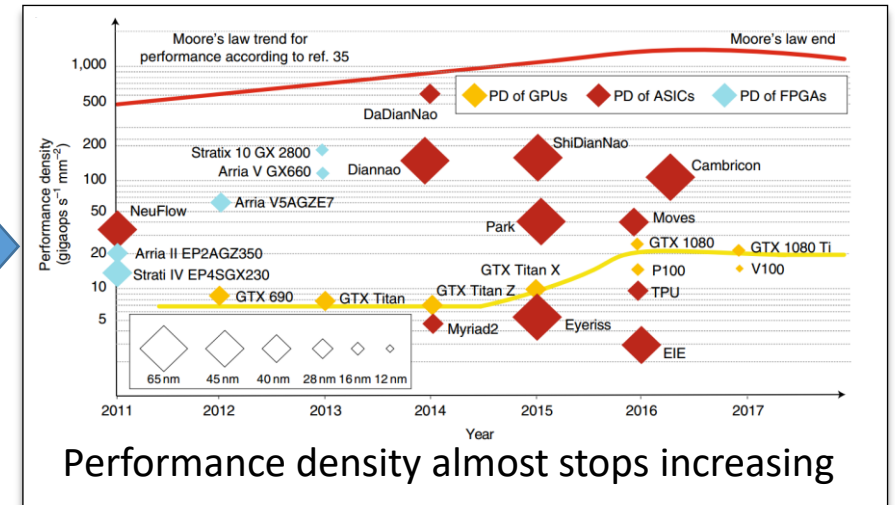 Moore's law trend for
performance according to ref. 35
Moore's law end
1,000
500
200
100
50
20
10
5
Performance density
(gigaops s⁻¹ mm⁻²)
PD of GPUs
PD of ASICs
PD of FPGAs
DaDianNao
Stratix 10 GX 2800
Arria V GX660
Diannao
ShiDianNao
Cambricon
Arria V5AGZE7
NeuFlow
Park
Moves
Arria II EP2AGZ350
Strati IV EP4SGX230
GTX 1080
GTX 1080 Ti
GTX Titan X
P100
V100
GTX 690
GTX Titan
GTX Titan Z
TPU
Myriad2
Eyeriss
EIE
65 nm
45 nm
40 nm
28 nm
16 nm
12 nm
2011
2012
2013
2014
2015
2016
2017
Year
Performance density almost stops increasing